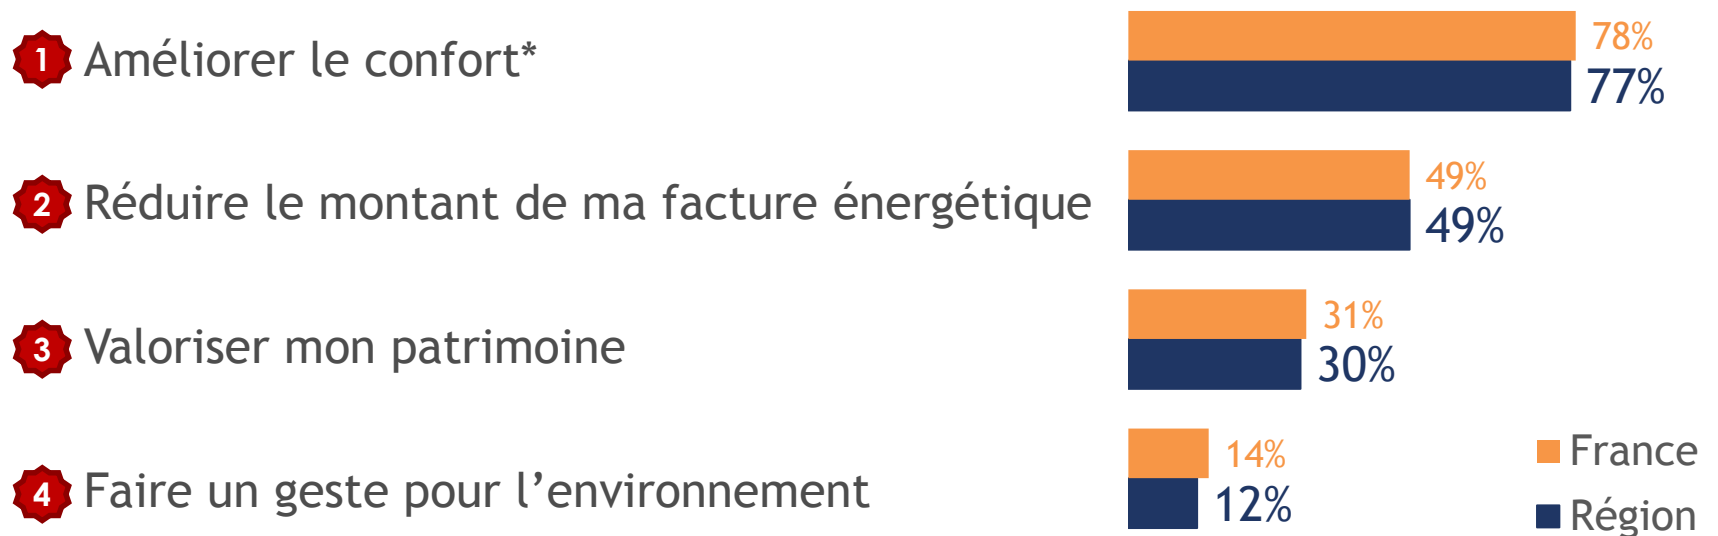 1 Améliorer le confort* 78%
77%
2 Réduire le montant de ma facture énergétique 49%
49%
3 Valoriser mon patrimoine 31%
30%
4 Faire un geste pour l’environnement 14%
12%
France
Région